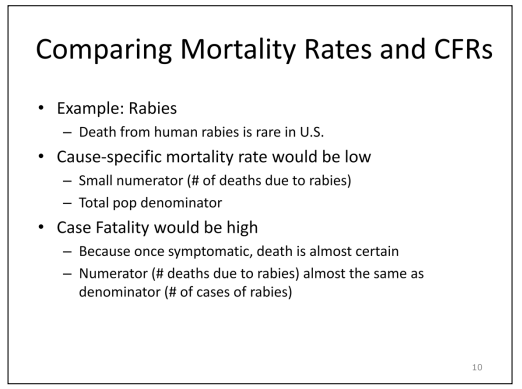 Comparing Mortality Rates and CFRs
• Example: Rabies
– Death from human rabies is rare in U.S.
• Cause-specific mortality rate would be low
– Small numerator (# of deaths due to rabies)
– Total pop denominator
• Case Fatality would be high
– Because once symptomatic, death is almost certain
– Numerator (# deaths due to rabies) almost the same as
denominator (# of cases of rabies)
10